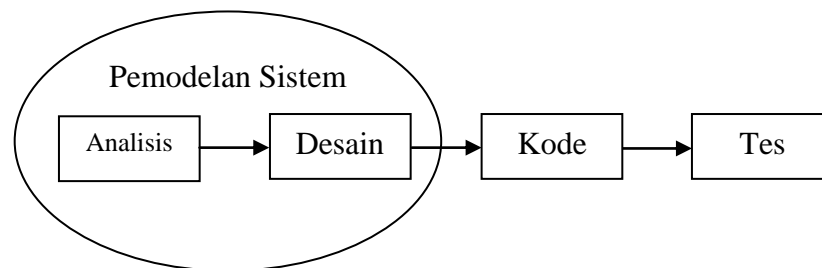 Pemodelan Sistem
Analisis
Desain
Kode
Tes